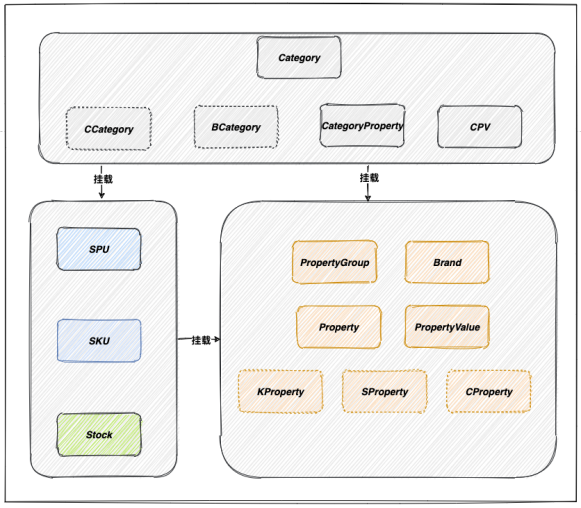 Category
CCategory
BCategory
CategoryProperty
CPV
挂载
挂载
SPU
SKU
Stock
挂载
PropertyGroup
Brand
Property
PropertyValue
KProperty
SProperty
CProperty